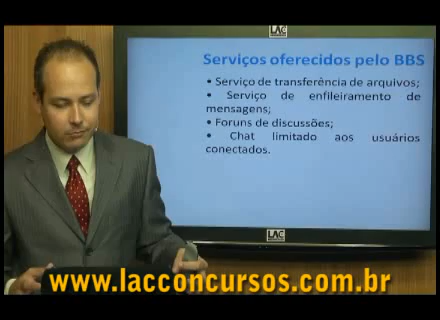 LAC
Serviços oferecidos pelo BBS
• Serviço de transferência de arquivos;
• Serviço de enfileiramento de
mensagens;
• Foruns de discussões;
• Chat limitado aos usuários
conectados.
LAC
www.lacconcursos.com.br